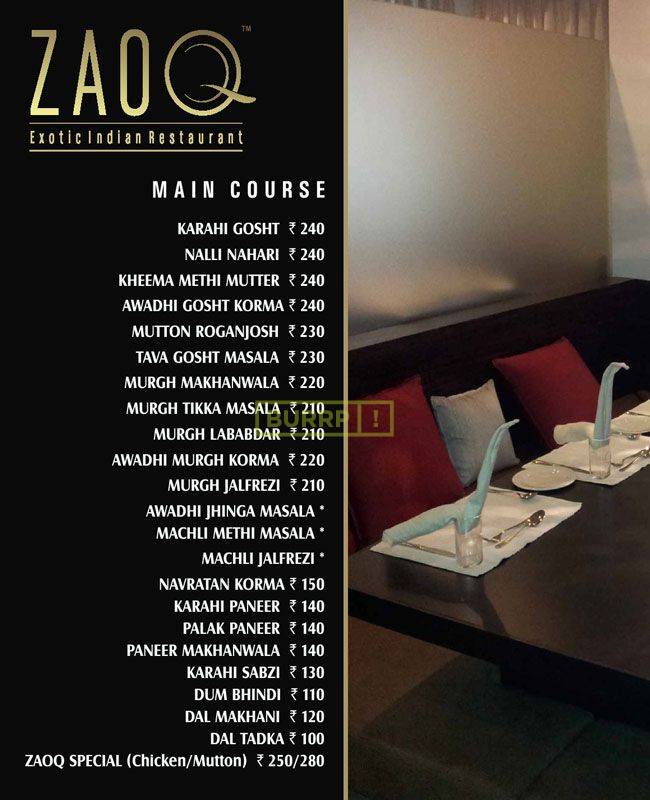 ZAOQ™
Exotic Indian Restaurant
MAIN COURSE
KARAHI GOSHT ₹ 240
NALLI NAHARI ₹ 240
KHEEMA METHI MUTTER ₹ 240
AWADHI GOSHT KORMA ₹ 240
MUTTON ROGANJOSH ₹ 230
TAVA GOSHT MASALA ₹ 230
MURGH MAKHANWALA ₹ 220
MURGH TIKKA MASALA ₹ 210
BURRP!
MURGH LABABDAR ₹ 210
AWADHI MURGH KORMA ₹ 220
MURGH JALFREZI ₹ 210
AWADHI JHINGA MASALA *
MACHLI METHI MASALA *
MACHLI JALFREZI *
NAVRATAN KORMA ₹ 150
KARAHI PANEER ₹ 140
PALAK PANEER ₹ 140
PANEER MAKHANWALA ₹ 140
KARAHI SABZI ₹ 130
DUM BHINDI ₹ 110
DAL MAKHANI ₹ 120
DAL TADKA ₹ 100
ZAOQ SPECIAL (Chicken/Mutton) ₹ 250/280